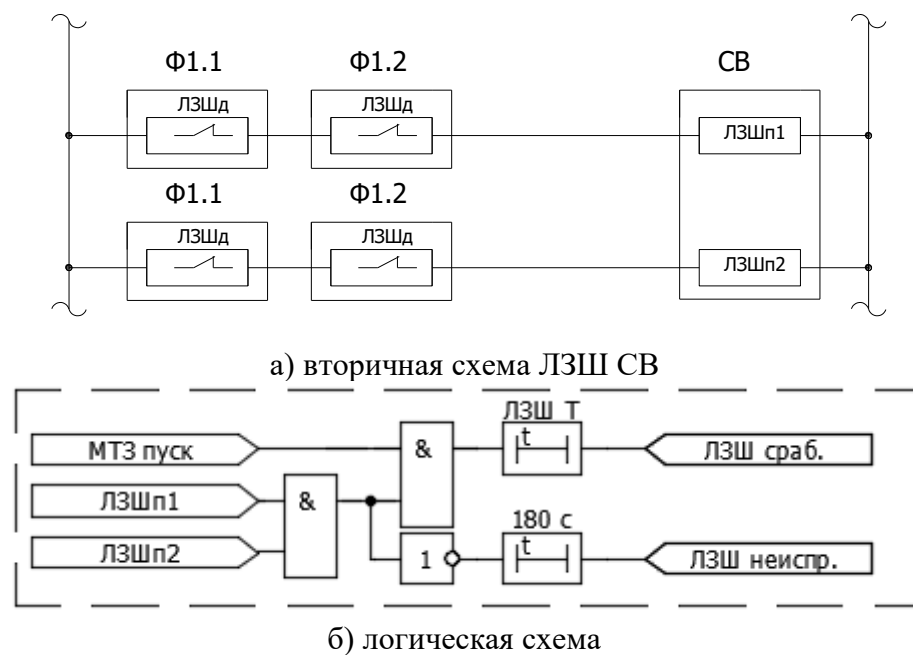 Ф1.1 Ф1.2 СВ
ЛЗШд ЛЗШд
ЛЗШп1
Ф1.1 Ф1.2
ЛЗШд ЛЗШд
ЛЗШп2
а) вторичная схема ЛЗШ СВ
ЛЗШ Т
МТЗ пуск & t ЛЗШ сраб.
ЛЗШп1 &
180 с
ЛЗШп2 1 t ЛЗШ неиспр.
б) логическая схема